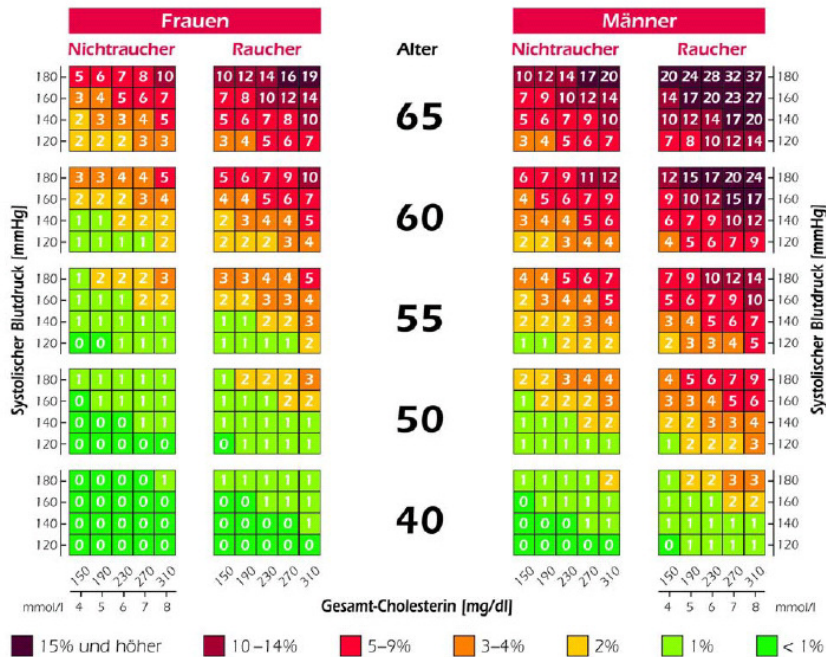 Frauen Männer
Nichtraucher Raucher Alter Nichtraucher Raucher
180 5 6 7 8 10 10 12 14 16 19 10 12 14 17 20 20 24 28 32 37 180
160 3 4 5 6 7 7 8 10 12 14 7 9 10 12 14 14 17 20 23 27 160
140 2 3 3 4 5 5 6 7 8 10 5 6 7 9 10 10 12 14 17 20 140
120 2 2 2 3 3 3 4 5 6 7 3 4 5 6 7 7 8 10 12 14 120
65
180 3 3 4 4 5 5 6 7 9 10 6 7 9 11 12 12 15 17 20 24 180
160 2 2 2 3 4 4 4 5 6 7 4 5 6 7 9 9 10 12 15 17 160
140 1 1 2 2 2 2 3 4 4 5 3 4 4 5 6 6 7 9 10 12 140
120 1 1 1 1 2 2 2 2 3 4 2 2 3 4 4 4 5 6 7 9 120
60
180 1 2 2 2 3 3 3 4 4 5 4 4 5 6 7 7 9 10 12 14 180
160 1 1 1 2 2 2 2 3 3 4 2 3 4 4 5 5 6 7 9 10 160
140 1 1 1 1 1 1 1 2 2 3 2 2 2 3 4 3 4 5 6 7 140
120 0 0 1 1 1 1 1 1 1 2 1 1 2 2 2 2 3 3 4 5 120
55
180 1 1 1 1 1 1 2 2 2 3 2 2 3 4 4 4 5 6 7 9 180
160 0 1 1 1 1 1 1 1 2 2 1 2 2 2 3 3 3 4 5 6 160
140 0 0 0 1 1 1 1 1 1 1 1 1 1 2 2 2 2 3 3 4 140
120 0 0 0 0 0 0 1 1 1 1 1 1 1 1 1 1 2 2 2 3 120
50
180 0 0 0 0 1 1 1 1 1 1 1 1 1 1 2 1 2 2 3 3 180
160 0 0 0 0 0 0 0 1 1 1 0 1 1 1 1 1 1 1 2 2 160
140 0 0 0 0 0 0 0 0 0 1 0 0 0 1 1 1 1 1 1 1 140
120 0 0 0 0 0 0 0 0 0 0 0 0 0 0 0 0 1 1 1 1 120
40
Systolischer Blutdruck [mmHg]
Systolischer Blutdruck [mmHg]
150 190 230 270 310 150 190 230 270 310 150 190 230 270 310 150 190 230 270 310
mmol/l 4 5 6 7 8 Gesamt-Cholesterin [mg/dl] 4 5 6 7 8 mmol/l
15% und höher 10–14% 5–9% 3–4% 2% 1% < 1%